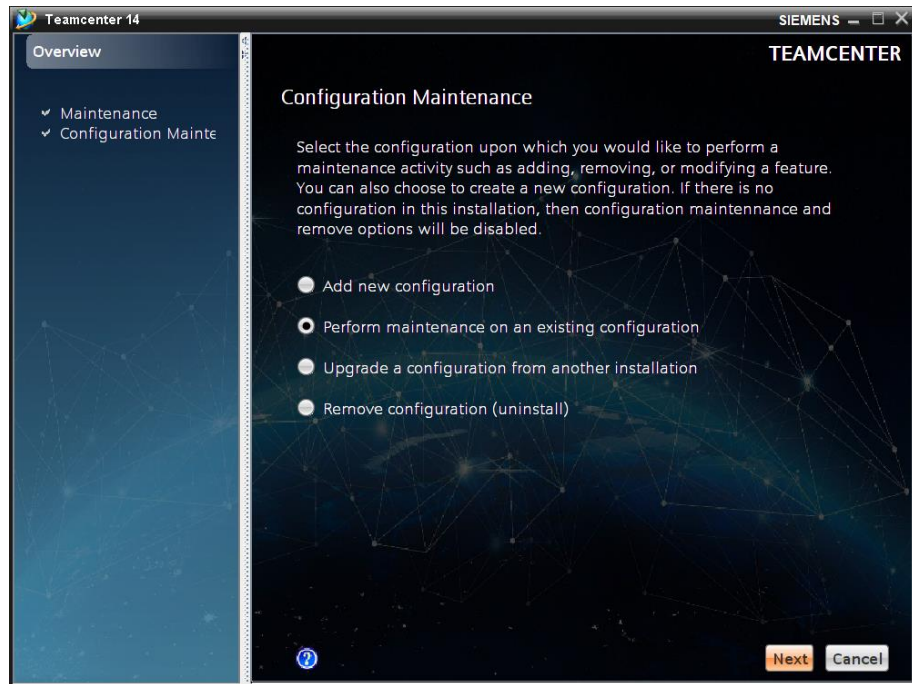 Teamcenter 14
SIEMENS
Overview
TEAMCENTER
Maintenance
Configuration Mainte
Configuration Maintenance
Select the configuration upon which you would like to perform a
maintenance activity such as adding, removing, or modifying a feature.
You can also choose to create a new configuration. If there is no
configuration in this installation, then configuration maintennance and
remove options will be disabled.
Add new configuration
Perform maintenance on an existing configuration
Upgrade a configuration from another installation
Remove configuration (uninstall)
?
Next
Cancel